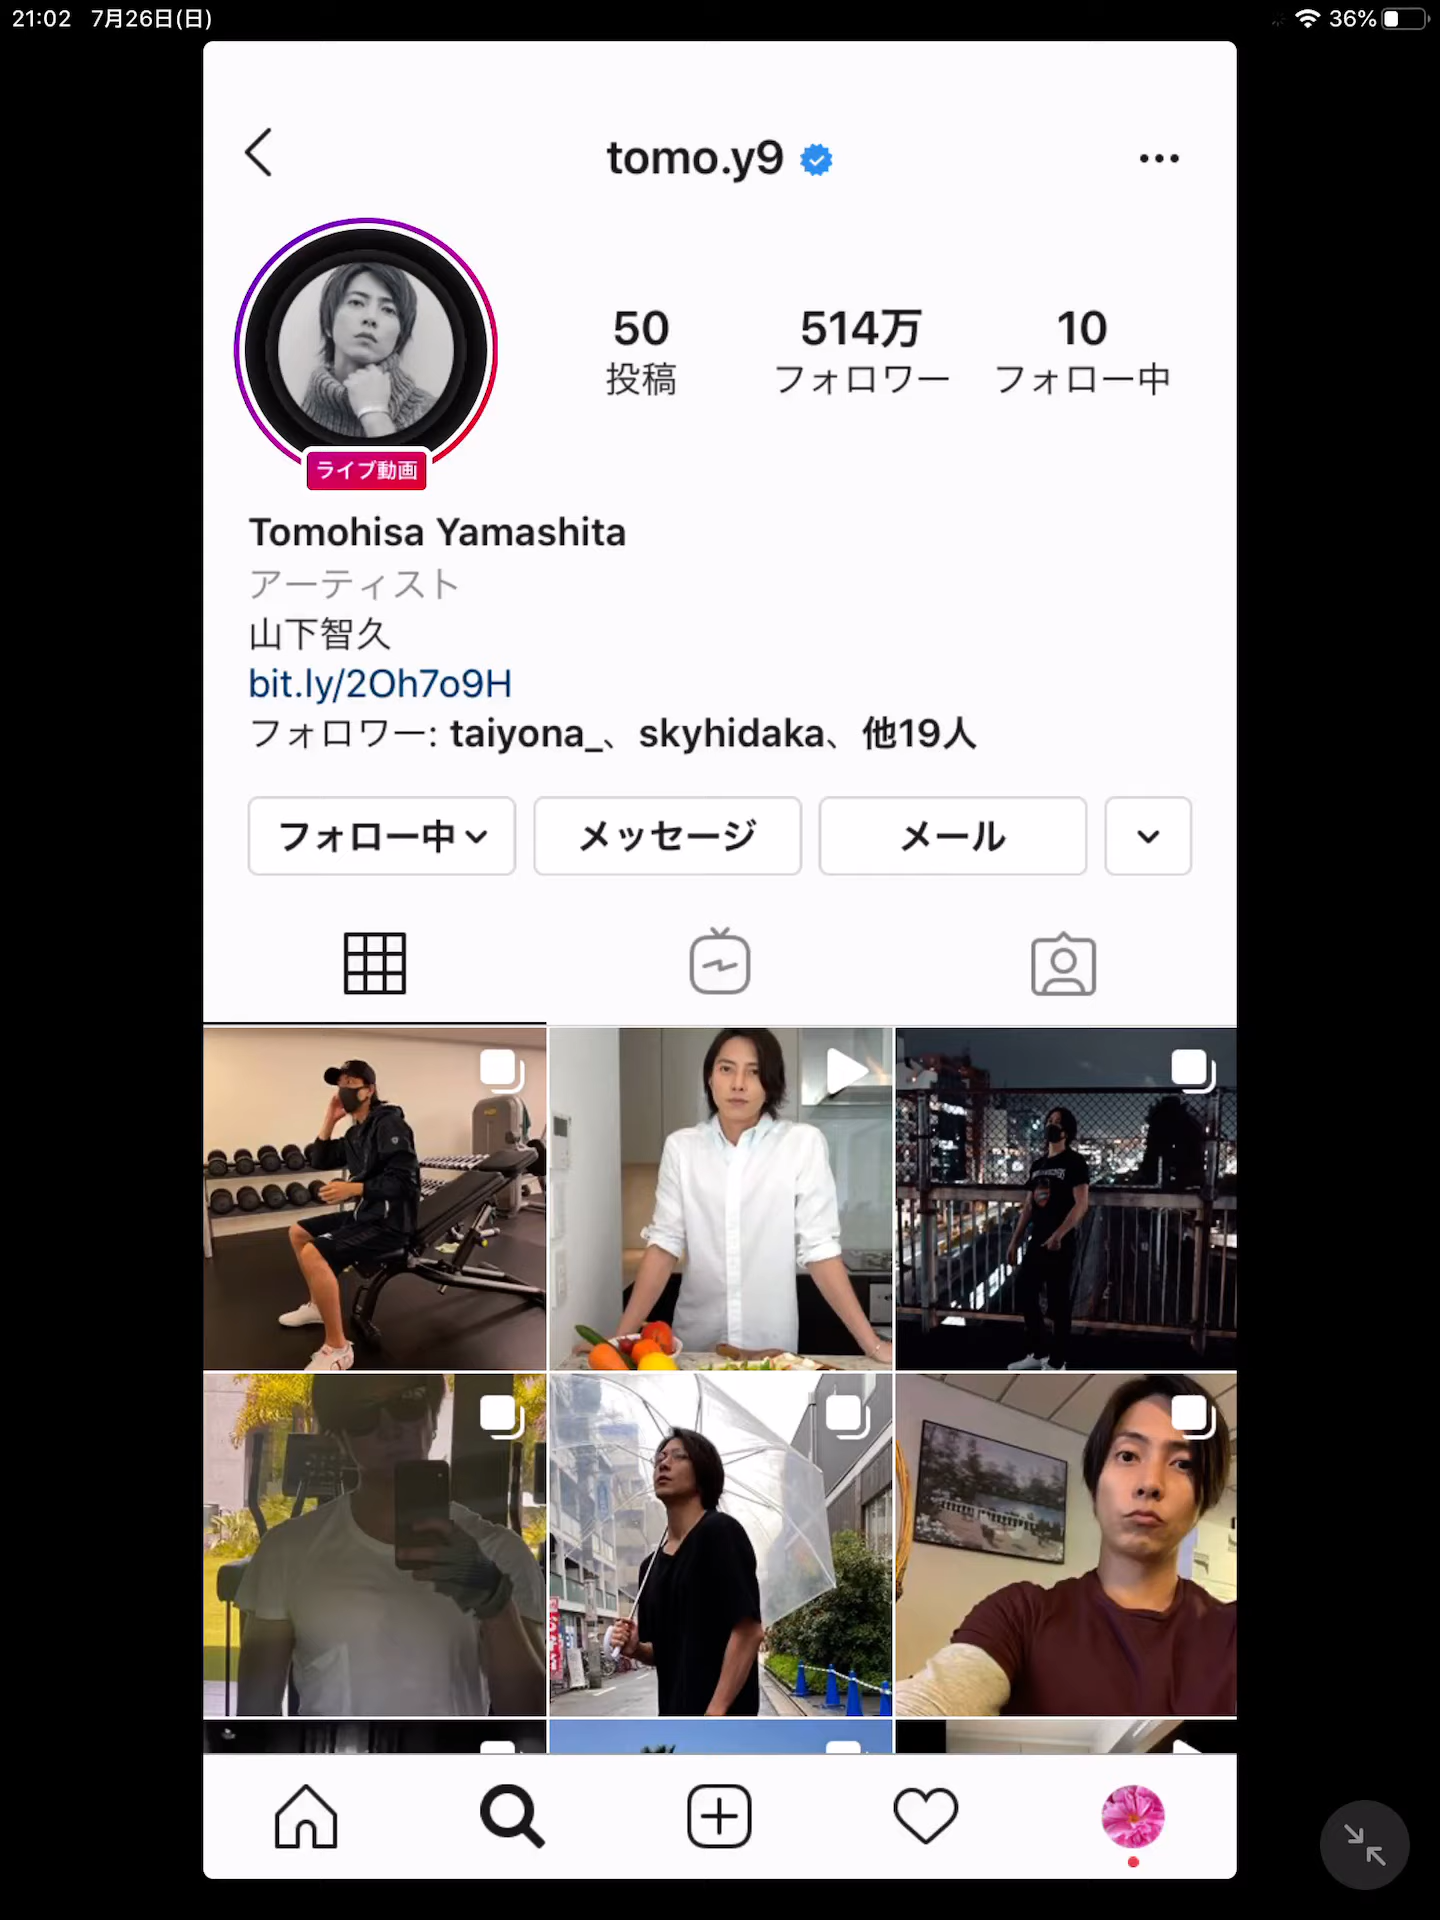 21:02 7月26日(日) 36%
tomo.y9
50 514万 10
投稿 フォロワー フォロー中
ライブ動画
Tomohisa Yamashita
アーティスト
山下智久
bit.ly/2Oh7o9H
フォロワー: taiyona_、skyhidaka、他19人
フォロー中 メッセージ メール